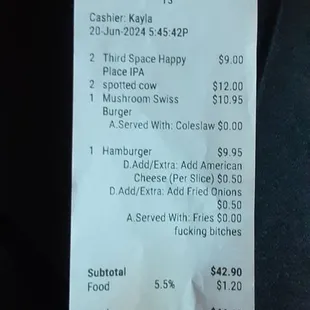 Cashier: Kayla
20-Jun-2024 5:45:42P
2 Third Space Happy $9.00
Place IPA
2 spotted cow $12.00
1 Mushroom Swiss $10.95
Burger
A.Served With: Coleslaw $0.00
1 Hamburger $9.95
D.Add/Extra: Add American
Cheese (Per Slice) $0.50
D.Add/Extra: Add Fried Onions
$0.50
A.Served With: Fries $0.00
fucking bitches
Subtotal $42.90
Food 5.5% $1.20